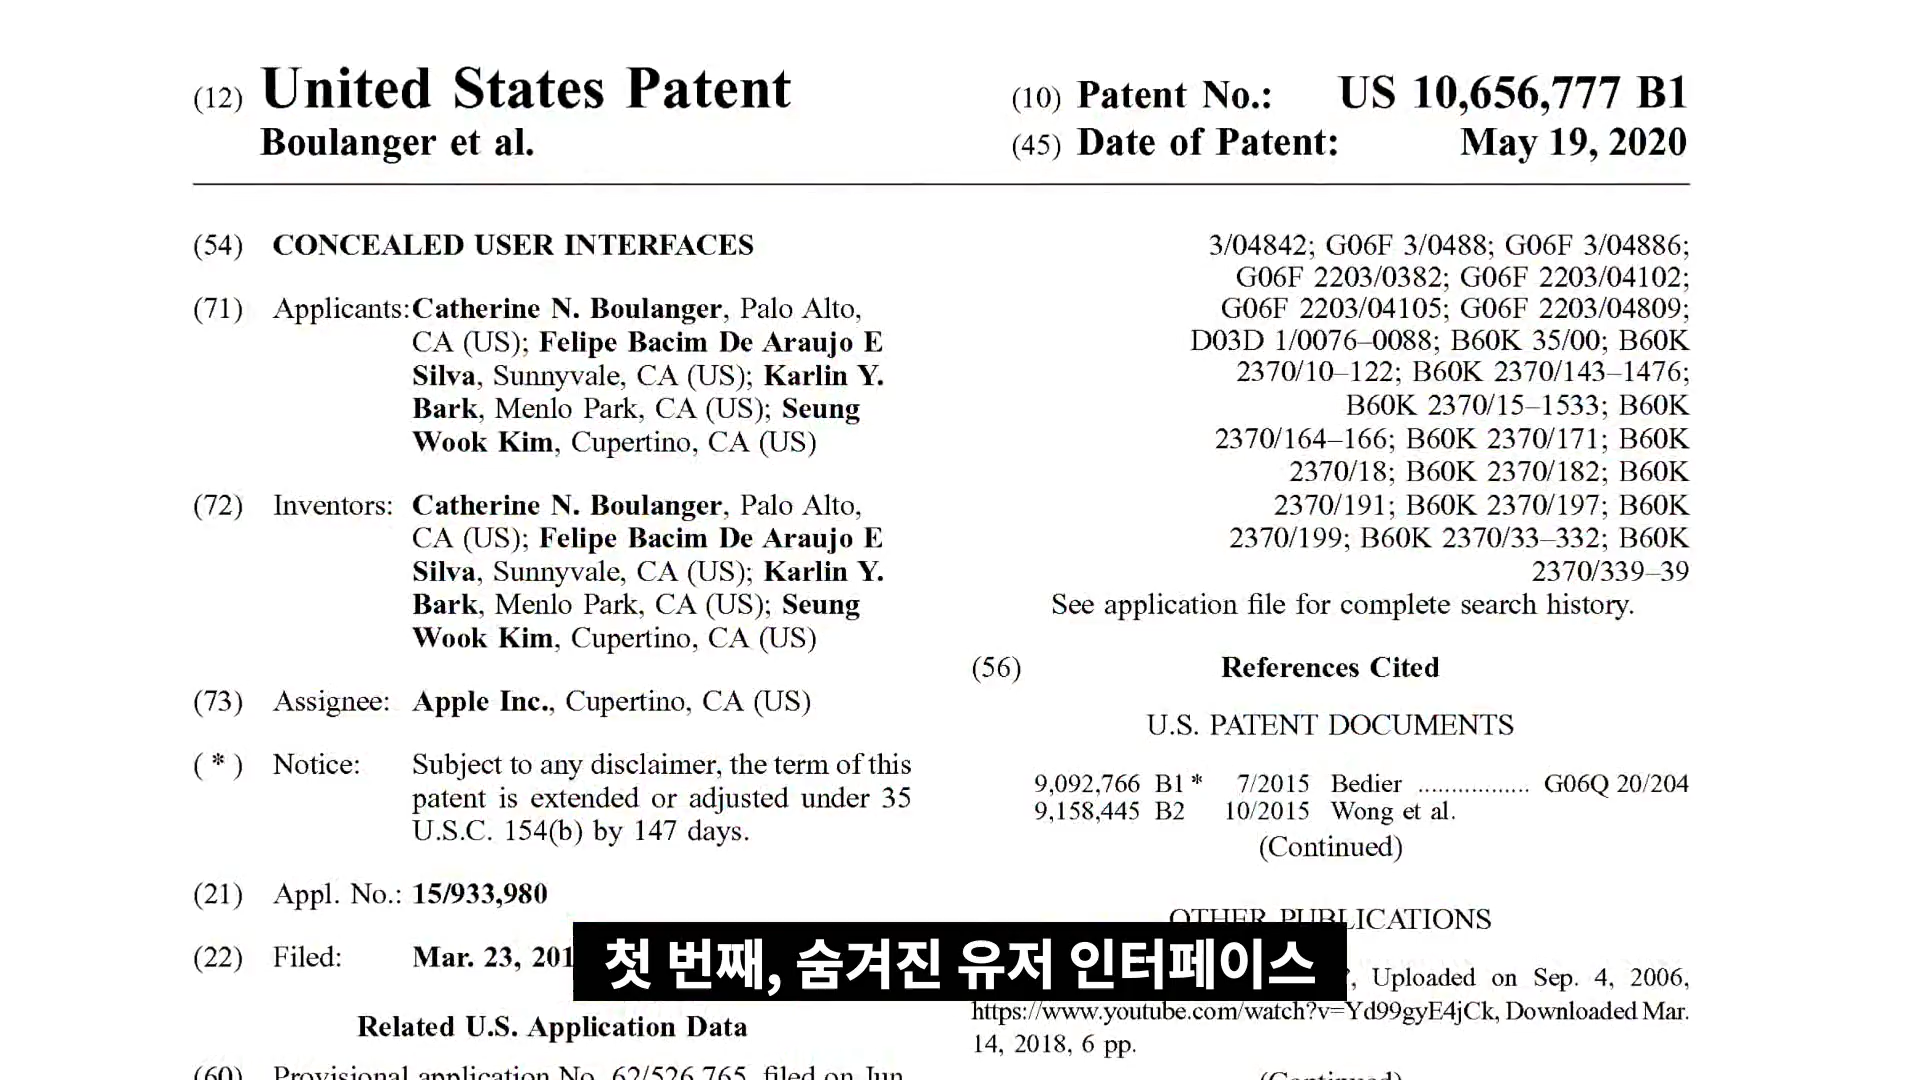 (12) United States Patent
Boulanger et al.
(10) Patent No.: US 10,656,777 B1
(45) Date of Patent: May 19, 2020
(54) CONCEALED USER INTERFACES
(71) Applicants: Catherine N. Boulanger, Palo Alto,
CA (US); Felipe Bacim De Araujo E
Silva, Sunnyvale, CA (US); Karlin Y.
Bark, Menlo Park, CA (US); Seung
Wook Kim, Cupertino, CA (US)
(72) Inventors: Catherine N. Boulanger, Palo Alto,
CA (US); Felipe Bacim De Araujo E
Silva, Sunnyvale, CA (US); Karlin Y.
Bark, Menlo Park, CA (US); Seung
Wook Kim, Cupertino, CA (US)
(73) Assignee: Apple Inc., Cupertino, CA (US)
( * ) Notice: Subject to any disclaimer, the term of this
patent is extended or adjusted under 35
U.S.C. 154(b) by 147 days.
(21) Appl. No.: 15/933,980
(22) Filed: Mar. 23, 201
Related U.S. Application Data
(60) Provisional application No. 62/526,765, filed on Jun.
3/04842; G06F 3/0488; G06F 3/04886;
G06F 2203/0382; G06F 2203/04102;
G06F 2203/04105; G06F 2203/04809;
D03D 1/0076–0088; B60K 35/00; B60K
2370/10–122; B60K 2370/143–1476;
B60K 2370/15–1533; B60K
2370/164–166; B60K 2370/171; B60K
2370/18; B60K 2370/182; B60K
2370/191; B60K 2370/197; B60K
2370/199; B60K 2370/33–332; B60K
2370/339–39
See application file for complete search history.
(56) References Cited
U.S. PATENT DOCUMENTS
9,092,766 B1 * 7/2015 Bedier ................. G06Q 20/204
9,158,445 B2 10/2015 Wong et al.
(Continued)
OTHER PUBLICATIONS
, Uploaded on Sep. 4, 2006,
https://www.youtube.com/watch?v=Yd99gyE4jCk, Downloaded Mar.
14, 2018, 6 pp.
(Continued)
첫 번째, 숨겨진 유저 인터페이스